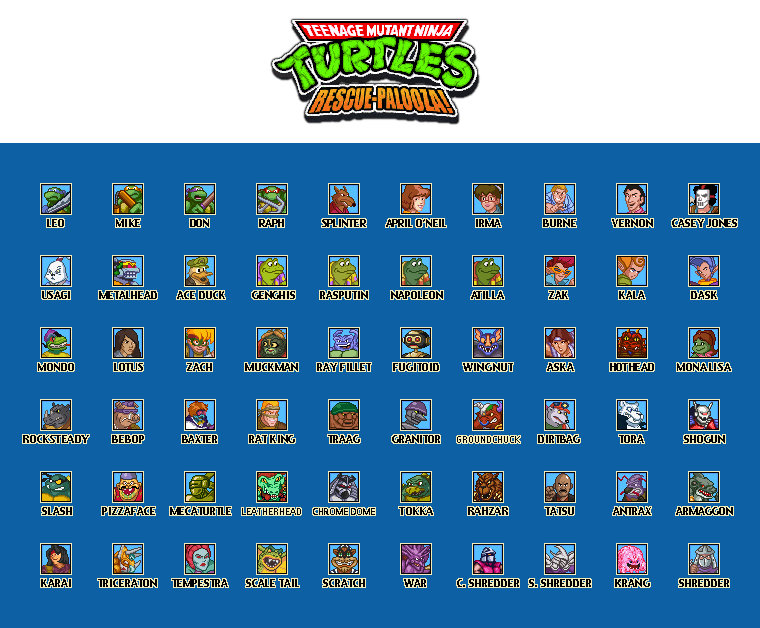 TEENAGE MUTANT NINJA
TURTLES
RESCUE-PALOOZA!
LEO MIKE DON RAPH SPLINTER APRIL O'NEIL IRMA BURNE VERNON CASEY JONES
USAGI METALHEAD ACE DUCK GENGHIS RASPUTIN NAPOLEON ATILLA ZAK KALA DASK
MONDO LOTUS ZACH MUCKMAN RAY FILLET FUGITOID WINGNUT ASKA HOTHEAD MONA LISA
ROCKSTEADY BEBOP BAXTER RAT KING TRAAG GRANITOR GROUNDCHUCK DIRTBAG TORA SHOGUN
SLASH PIZZAFACE MECATURTLE LEATHERHEAD CHROME DOME TOKKA RAHZAR TATSU ANTRAX ARMAGGON
KARAI TRICERATON TEMPESTRA SCALE TAIL SCRATCH WAR C. SHREDDER S. SHREDDER KRANG SHREDDER